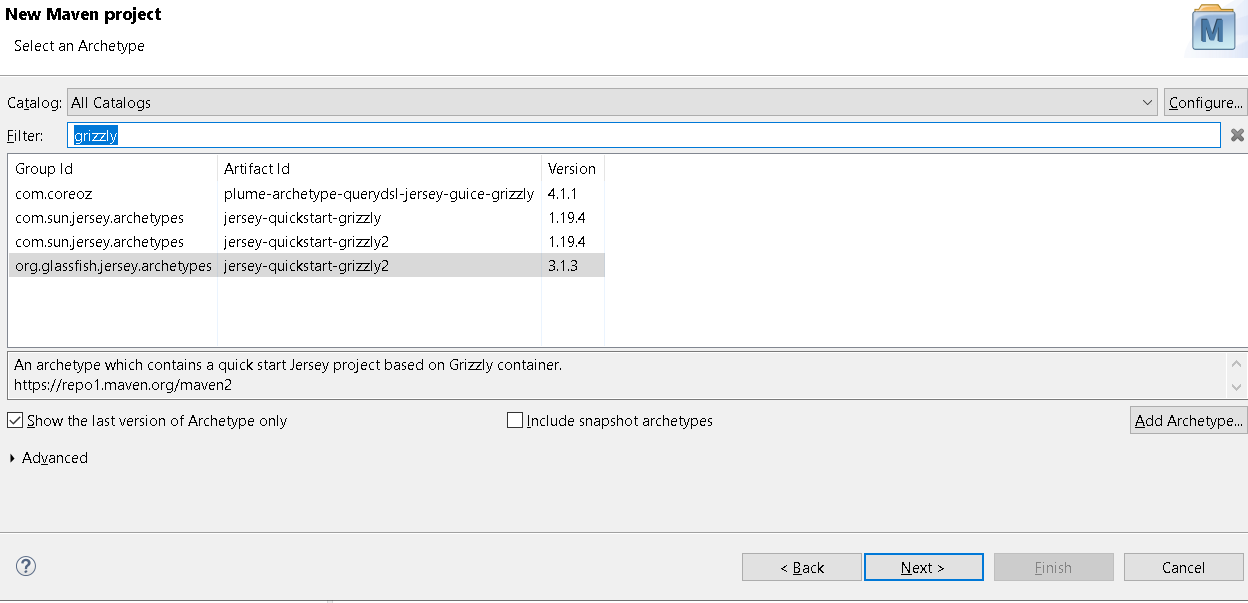 New Maven project
Select an Archetype
M
Catalog: All Catalogs Configure...
Filter: grizzly
Group Id Artifact Id Version
com.coreoz plume-archetype-querydsl-jersey-guice-grizzly 4.1.1
com.sun.jersey.archetypes jersey-quickstart-grizzly 1.19.4
com.sun.jersey.archetypes jersey-quickstart-grizzly2 1.19.4
org.glassfish.jersey.archetypes jersey-quickstart-grizzly2 3.1.3
An archetype which contains a quick start Jersey project based on Grizzly container.
https://repo1.maven.org/maven2
Show the last version of Archetype only Include snapshot archetypes Add Archetype...
Advanced
? < Back Next > Finish Cancel